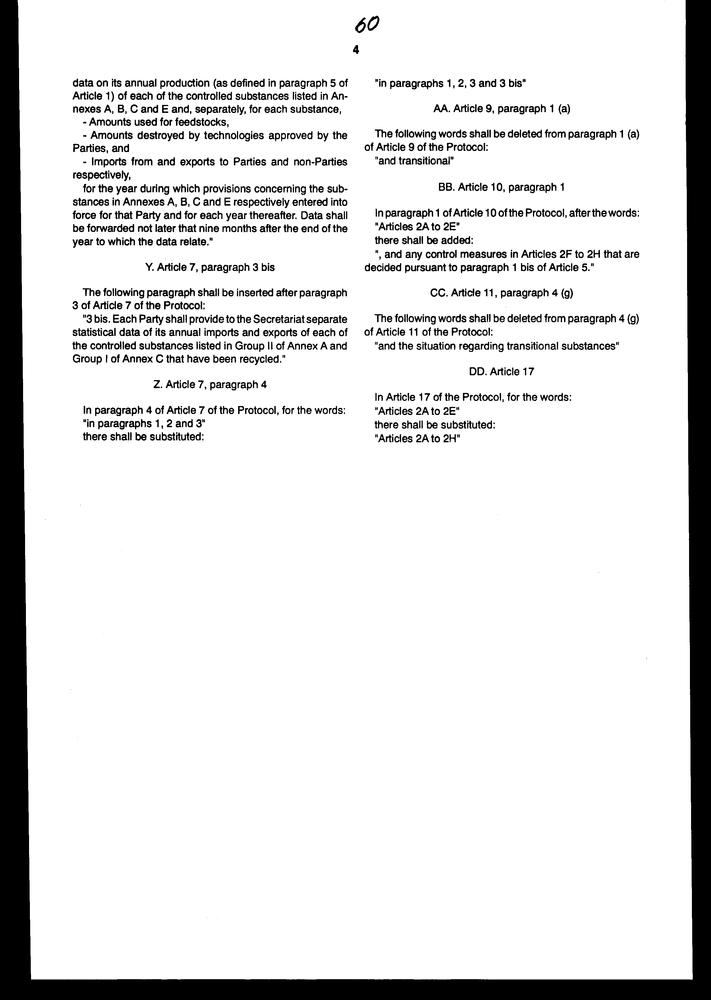 60
4
data on its annual production (as defined in paragraph 5 of
Article 1) of each of the controlled substances listed in An-
nexes A, B, C and E and, separately, for each substance,
- Amounts used for feedstocks,
- Amounts destroyed by technologies approved by the
Parties, and
- Imports from and exports to Parties and non-Parties
respectively,
for the year during which provisions concerning the sub-
stances in Annexes A, B, C and E respectively entered into
force for that Party and for each year thereafter. Data shall
be forwarded not later that nine months after the end of the
year to which the data relate."
Y. Article 7, paragraph 3 bis
The following paragraph shall be inserted after paragraph
3 of Article 7 of the Protocol:
"3 bis. Each Party shall provide to the Secretariat separate
statistical data of its annual imports and exports of each of
the controlled substances listed in Group II of Annex A and
Group I of Annex C that have been recycled."
Z. Article 7, paragraph 4
In paragraph 4 of Article 7 of the Protocol, for the words:
"in paragraphs 1, 2 and 3"
there shall be substituted:
"in paragraphs 1, 2, 3 and 3 bis"
AA. Article 9, paragraph 1 (a)
The following words shall be deleted from paragraph 1 (a)
of Article 9 of the Protocol:
"and transitional"
BB. Article 10, paragraph 1
In paragraph 1 of Article 10 of the Protocol, after the words:
"Articles 2A to 2E"
there shall be added:
", and any control measures in Articles 2F to 2H that are
decided pursuant to paragraph 1 bis of Article 5."
CC. Article 11, paragraph 4 (g)
The following words shall be deleted from paragraph 4 (g)
of Article 11 of the Protocol:
"and the situation regarding transitional substances"
DD. Article 17
In Article 17 of the Protocol, for the words:
"Articles 2A to 2E"
there shall be substituted:
"Articles 2A to 2H"